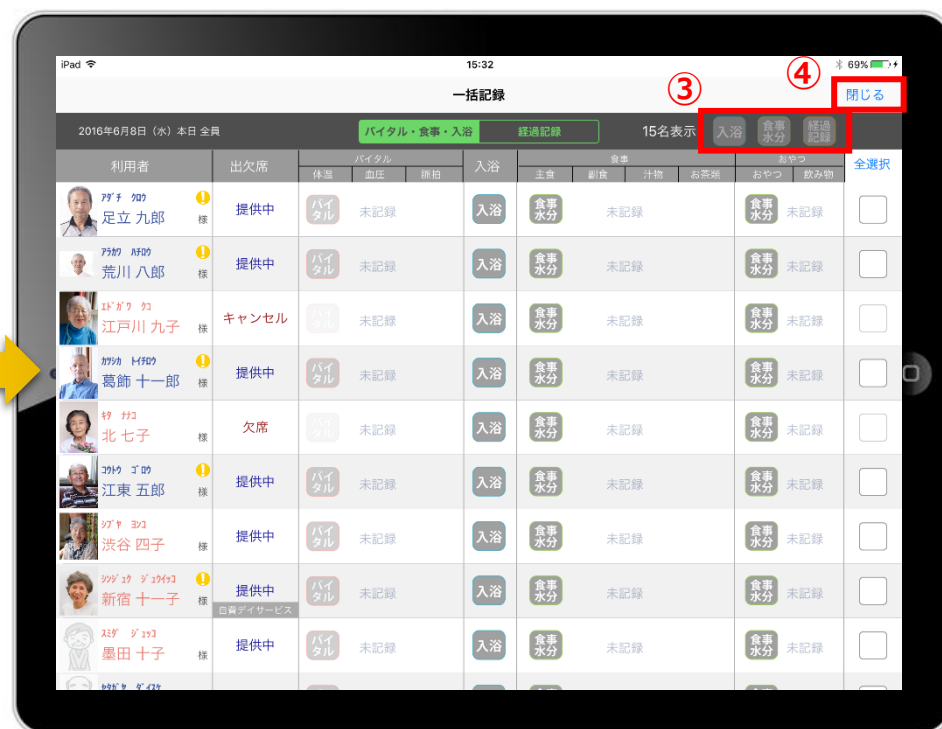 iPad 15:32 69%
一括記録 ③ ④ 閉じる
2016年6月8日（水）本日 全員 バイタル・食事・入浴 経過記録 15名表示 入浴 食事水分 経過記録
利用者 出欠席 バイタル 入浴 食事 おやつ 全選択
体温 血圧 脈拍 主食 副食 汁物 お茶類 おやつ 飲み物
ｱﾀﾞﾁ ｸﾛｳ
足立 九郎 様 提供中 バイタル 未記録 入浴 食事水分 未記録 食事水分 未記録
ｱﾗｶﾜ ﾊﾁﾛｳ
荒川 八郎 様 提供中 バイタル 未記録 入浴 食事水分 未記録 食事水分 未記録
ｴﾄﾞｶﾞﾜ ｸｺ
江戸川 九子 様 キャンセル バイタル 未記録 入浴 食事水分 未記録 食事水分 未記録
ｶﾂｼｶ ﾄｲﾁﾛｳ
葛飾 十一郎 様 提供中 バイタル 未記録 入浴 食事水分 未記録 食事水分 未記録
ｷﾀ ﾅﾅｺ
北 七子 様 欠席 バイタル 未記録 入浴 食事水分 未記録 食事水分 未記録
ｺｳﾄｳ ｺﾞﾛｳ
江東 五郎 様 提供中 バイタル 未記録 入浴 食事水分 未記録 食事水分 未記録
ｼﾌﾞﾔ ﾖﾝｺ
渋谷 四子 様 提供中 バイタル 未記録 入浴 食事水分 未記録 食事水分 未記録
ｼﾝｼﾞｭｸ ｼﾞｭｳｲﾁｺ
新宿 十一子 様 提供中 バイタル 未記録 入浴 食事水分 未記録 食事水分 未記録
自費デイサービス
ｽﾐﾀﾞ ｼﾞｭｯｺ
墨田 十子 様 提供中 バイタル 未記録 入浴 食事水分 未記録 食事水分 未記録